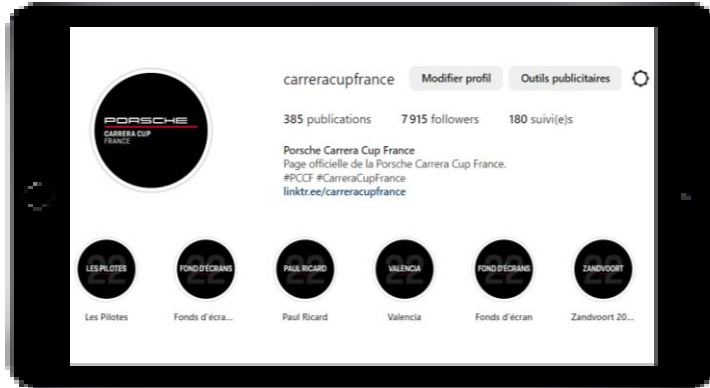 carreracupfrance Modifier profil Outils publicitaires
385 publications 7 915 followers 180 suivi(e)s
PORSCHE
CARRERA CUP
FRANCE
Porsche Carrera Cup France
Page officielle de la Porsche Carrera Cup France.
#PCCF #CarreraCupFrance
linktr.ee/carreracupfrance
22 22 22 22 22 22
LES PILOTES FOND D'ÉCRANS PAUL RICARD VALENCIA FOND D'ÉCRANS ZANDVOORT
Les Pilotes Fonds d'écra... Paul Ricard Valencia Fonds d'écran Zandvoort 20...